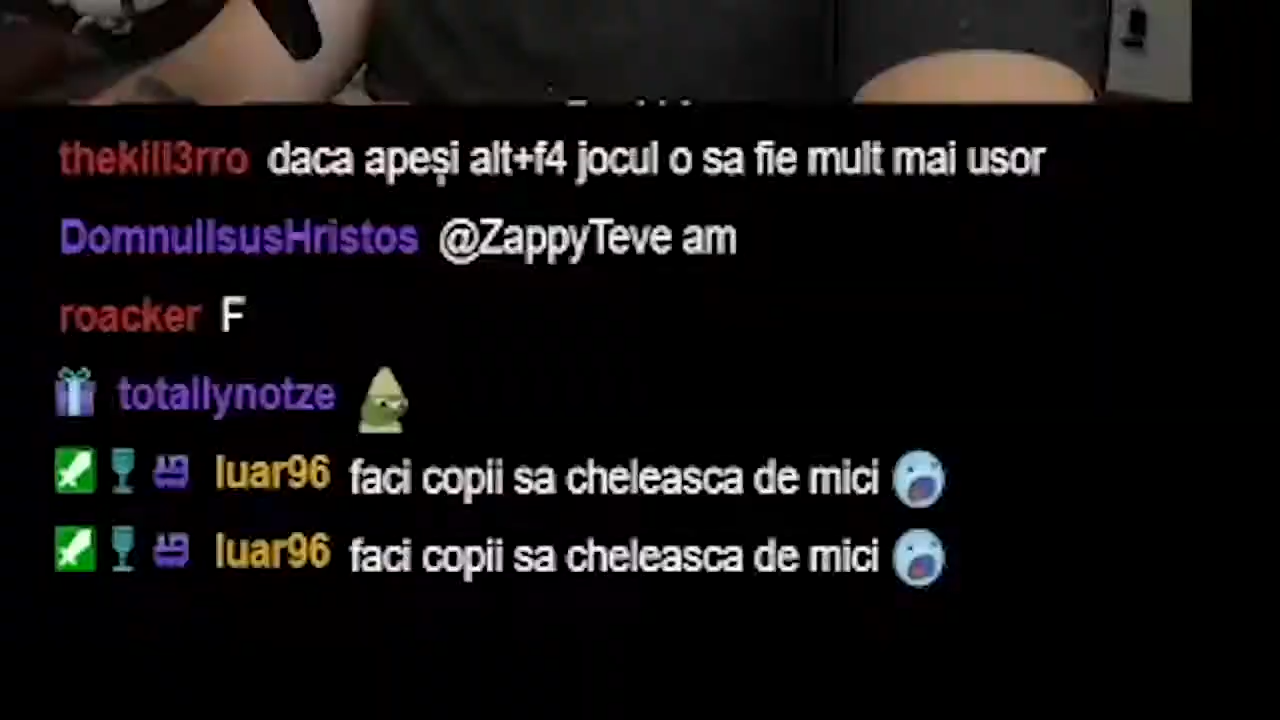 thekill3rro daca apeși alt+f4 jocul o sa fie mult mai usor
DomnulIsusHristos @ZappyTeve am
roacker F
totallynotze
luar96 faci copii sa cheleasca de mici
luar96 faci copii sa cheleasca de mici